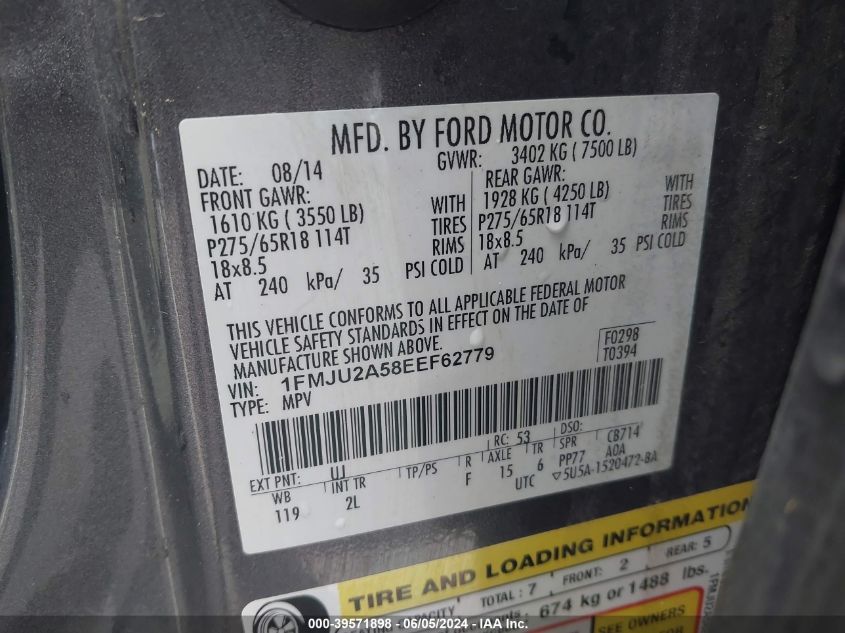 MFD. BY FORD MOTOR CO.
DATE: 08/14 GVWR: 3402 KG ( 7500 LB)
FRONT GAWR: REAR GAWR:
1610 KG ( 3550 LB) WITH 1928 KG ( 4250 LB) WITH
P275/65R18 114T TIRES P275/65R18 114T TIRES
18x8.5 RIMS 18x8.5 RIMS
AT 240 kPa/ 35 PSI COLD AT 240 kPa/ 35 PSI COLD
THIS VEHICLE CONFORMS TO ALL APPLICABLE FEDERAL MOTOR
VEHICLE SAFETY STANDARDS IN EFFECT ON THE DATE OF
MANUFACTURE SHOWN ABOVE.
F0298
T0394
VIN: 1FMJU2A58EEF62779
TYPE: MPV
EXT PNT: UJ RC: 53 DSO:
WB INT TR TP/PS R AXLE TR SPR CB714
119 2L F 15 6 PP77 A0A
UTC ▽5U5A-1520472-BA
TIRE AND LOADING INFORMATION
SEATING CAPACITY TOTAL : 7 FRONT: 2 REAR: 5
674 kg or 1488 lbs.
SEE OWNERS
000-39571898 - 06/05/2024 - IAA Inc.